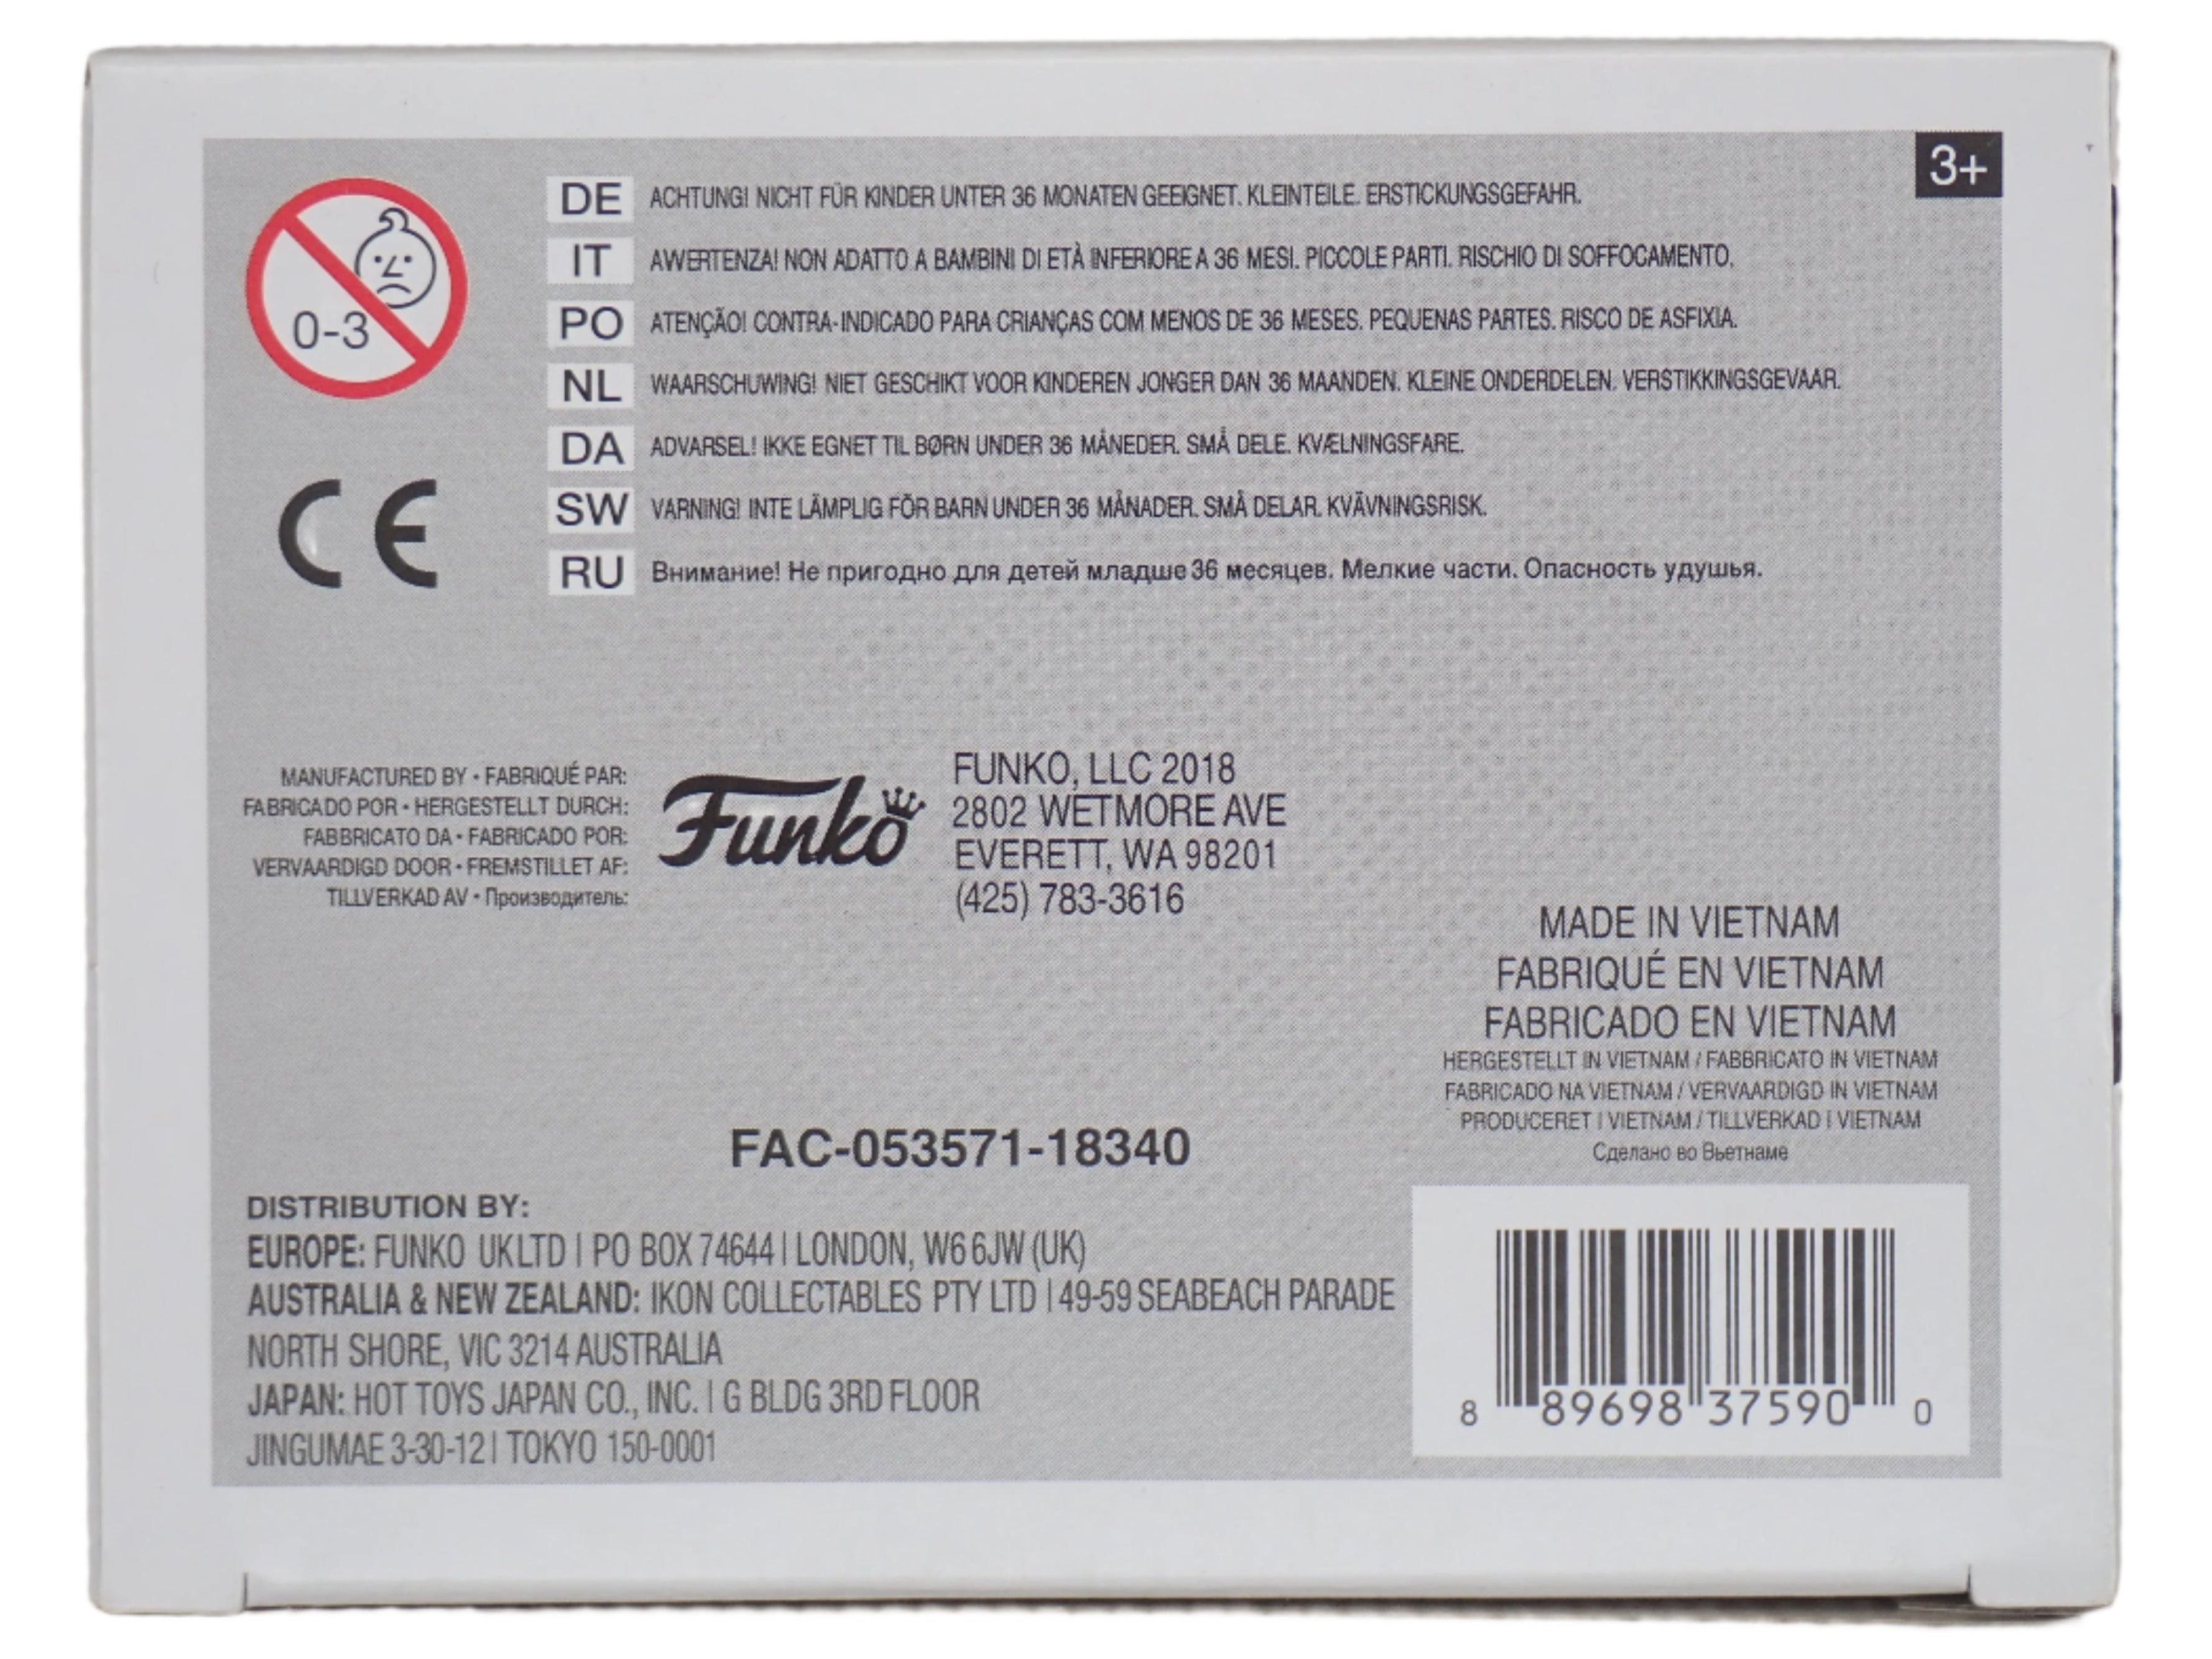 3+
0-3
DE ACHTUNG! NICHT FÜR KINDER UNTER 36 MONATEN GEEIGNET. KLEINTEILE. ERSTICKUNGSGEFAHR.
IT AVVERTENZA! NON ADATTO A BAMBINI DI ETÀ INFERIORE A 36 MESI. PICCOLE PARTI. RISCHIO DI SOFFOCAMENTO.
PO ATENÇÃO! CONTRA-INDICADO PARA CRIANÇAS COM MENOS DE 36 MESES. PEQUENAS PARTES. RISCO DE ASFIXIA.
NL WAARSCHUWING! NIET GESCHIKT VOOR KINDEREN JONGER DAN 36 MAANDEN. KLEINE ONDERDELEN. VERSTIKKINGSGEVAAR.
DA ADVARSEL! IKKE EGNET TIL BØRN UNDER 36 MÅNEDER. SMÅ DELE. KVÆLNINGSFARE.
SW VARNING! INTE LÄMPLIG FÖR BARN UNDER 36 MÅNADER. SMÅ DELAR. KVÄVNINGSRISK.
RU Внимание! Не пригодно для детей младше 36 месяцев. Мелкие части. Опасность удушья.
CE
MANUFACTURED BY • FABRIQUÉ PAR:
FABRICADO POR • HERGESTELLT DURCH:
FABBRICATO DA • FABRICADO POR:
VERVAARDIGD DOOR • FREMSTILLET AF:
TILLVERKAD AV • Производитель:
Funko
FUNKO, LLC 2018
2802 WETMORE AVE
EVERETT, WA 98201
(425) 783-3616
MADE IN VIETNAM
FABRIQUÉ EN VIETNAM
FABRICADO EN VIETNAM
HERGESTELLT IN VIETNAM / FABBRICATO IN VIETNAM
FABRICADO NA VIETNAM / VERVAARDIGD IN VIETNAM
PRODUCERET I VIETNAM / TILLVERKAD I VIETNAM
Сделано во Вьетнаме
FAC-053571-18340
DISTRIBUTION BY:
EUROPE: FUNKO UK LTD | PO BOX 74644 | LONDON, W6 6JW (UK)
AUSTRALIA & NEW ZEALAND: IKON COLLECTABLES PTY LTD | 49-59 SEABEACH PARADE
NORTH SHORE, VIC 3214 AUSTRALIA
JAPAN: HOT TOYS JAPAN CO., INC. | G BLDG 3RD FLOOR
JINGUMAE 3-30-12 | TOKYO 150-0001
8 89698 37590 0